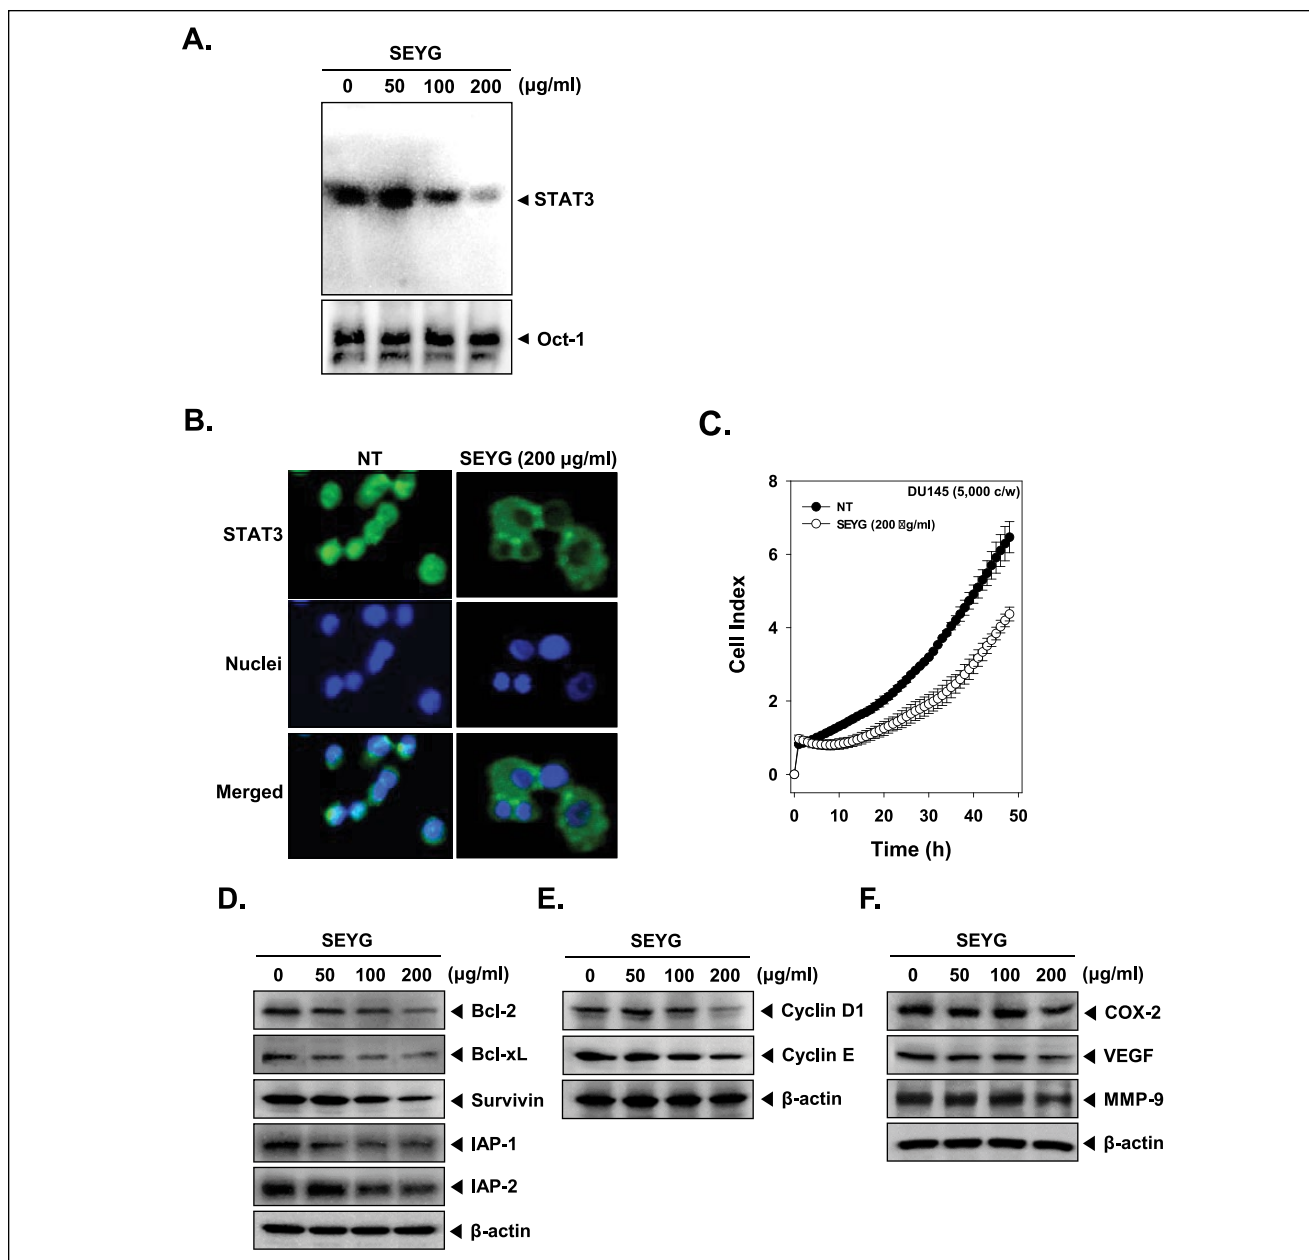 A.
SEYG
0 50 100 200 (µg/ml)
◄ STAT3
◄ Oct-1
B.
NT SEYG (200 µg/ml)
STAT3
Nuclei
Merged
C.
8
6
4
2
0
Cell Index
DU145 (5,000 c/w)
NT
SEYG (200 �g/ml)
0 10 20 30 40 50
Time (h)
D.
SEYG
0 50 100 200 (µg/ml)
◄ Bcl-2
◄ Bcl-xL
◄ Survivin
◄ IAP-1
◄ IAP-2
◄ β-actin
E.
SEYG
0 50 100 200 (µg/ml)
◄ Cyclin D1
◄ Cyclin E
◄ β-actin
F.
SEYG
0 50 100 200 (µg/ml)
◄ COX-2
◄ VEGF
◄ MMP-9
◄ β-actin